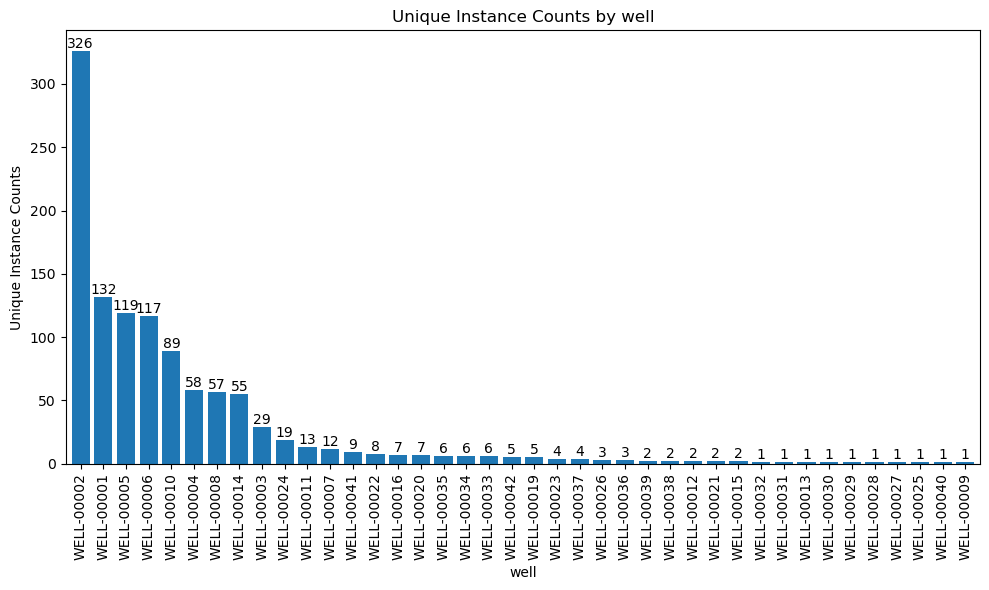 Unique Instance Counts by well
326
132
119
117
89
58
57
55
29
19
13
12
9
8
7
7
6
6
6
5
5
4
4
3
3
2
2
2
2
2
1
1
1
1
1
1
1
1
1
1
300
250
200
150
100
50
0
Unique Instance Counts
WELL-00002
WELL-00001
WELL-00005
WELL-00006
WELL-00010
WELL-00004
WELL-00008
WELL-00014
WELL-00003
WELL-00024
WELL-00011
WELL-00007
WELL-00041
WELL-00022
WELL-00016
WELL-00020
WELL-00035
WELL-00034
WELL-00033
WELL-00042
WELL-00019
WELL-00023
WELL-00037
WELL-00026
WELL-00036
WELL-00039
WELL-00038
WELL-00012
WELL-00021
WELL-00015
WELL-00032
WELL-00031
WELL-00013
WELL-00030
WELL-00029
WELL-00028
WELL-00027
WELL-00025
WELL-00040
WELL-00009
well